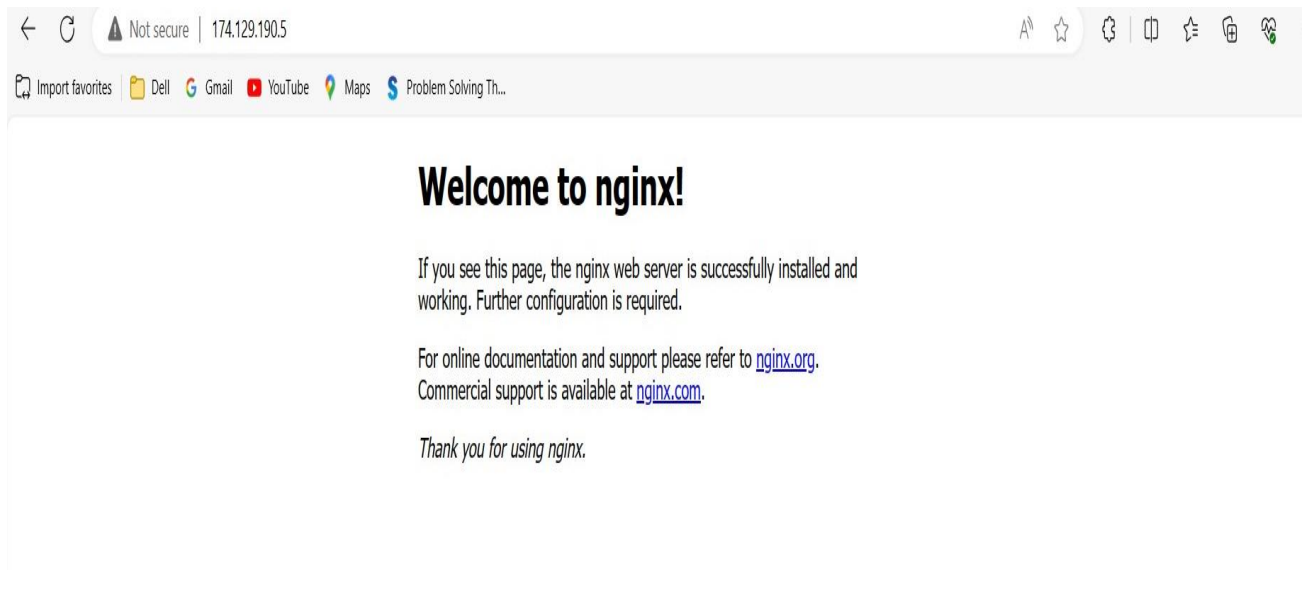 Not secure 174.129.190.5
Import favorites Dell Gmail YouTube Maps Problem Solving Th...
Welcome to nginx!
If you see this page, the nginx web server is successfully installed and
working. Further configuration is required.
For online documentation and support please refer to nginx.org.
Commercial support is available at nginx.com.
Thank you for using nginx.